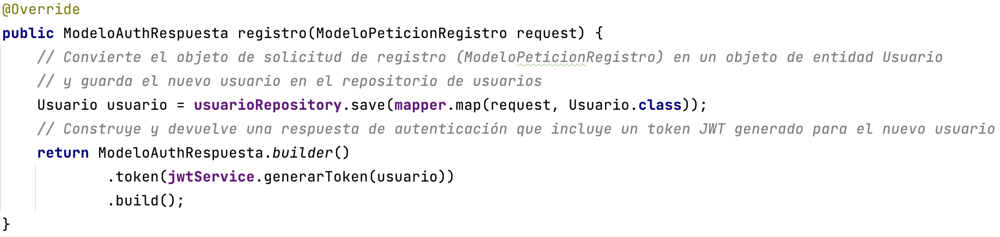 @Override
public ModeloAuthRespuesta registro(ModeloPeticionRegistro request) {
// Convierte el objeto de solicitud de registro (ModeloPeticionRegistro) en un objeto de entidad Usuario
// y guarda el nuevo usuario en el repositorio de usuarios
Usuario usuario = usuarioRepository.save(mapper.map(request, Usuario.class));
// Construye y devuelve una respuesta de autenticación que incluye un token JWT generado para el nuevo usuario
return ModeloAuthRespuesta.builder()
.token(jwtService.generarToken(usuario))
.build();
}